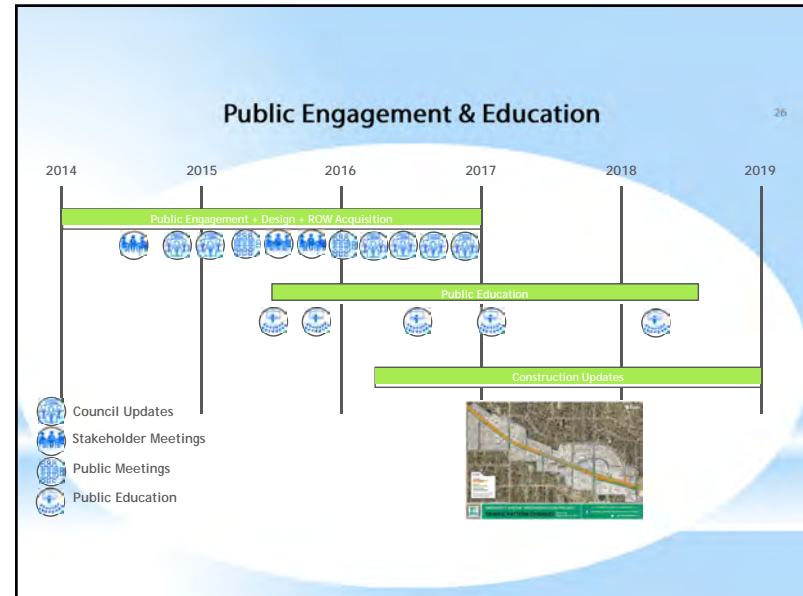 Public Engagement & Education
26
2014 2015 2016 2017 2018 2019
Public Engagement + Design + ROW Acquisition
Public Education
Construction Updates
Council Updates
Stakeholder Meetings
Public Meetings
Public Education